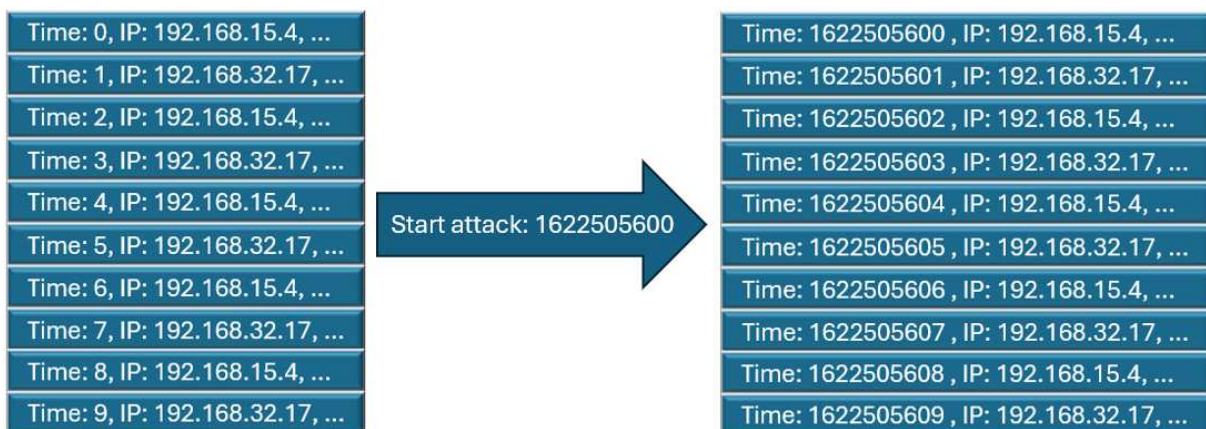 Time: 0, IP: 192.168.15.4, ...
Time: 1, IP: 192.168.32.17, ...
Time: 2, IP: 192.168.15.4, ...
Time: 3, IP: 192.168.32.17, ...
Time: 4, IP: 192.168.15.4, ...
Time: 5, IP: 192.168.32.17, ...
Time: 6, IP: 192.168.15.4, ...
Time: 7, IP: 192.168.32.17, ...
Time: 8, IP: 192.168.15.4, ...
Time: 9, IP: 192.168.32.17, ...
Start attack: 1622505600
Time: 1622505600 , IP: 192.168.15.4, ...
Time: 1622505601 , IP: 192.168.32.17, ...
Time: 1622505602 , IP: 192.168.15.4, ...
Time: 1622505603 , IP: 192.168.32.17, ...
Time: 1622505604 , IP: 192.168.15.4, ...
Time: 1622505605 , IP: 192.168.32.17, ...
Time: 1622505606 , IP: 192.168.15.4, ...
Time: 1622505607 , IP: 192.168.32.17, ...
Time: 1622505608 , IP: 192.168.15.4, ...
Time: 1622505609 , IP: 192.168.32.17, ...